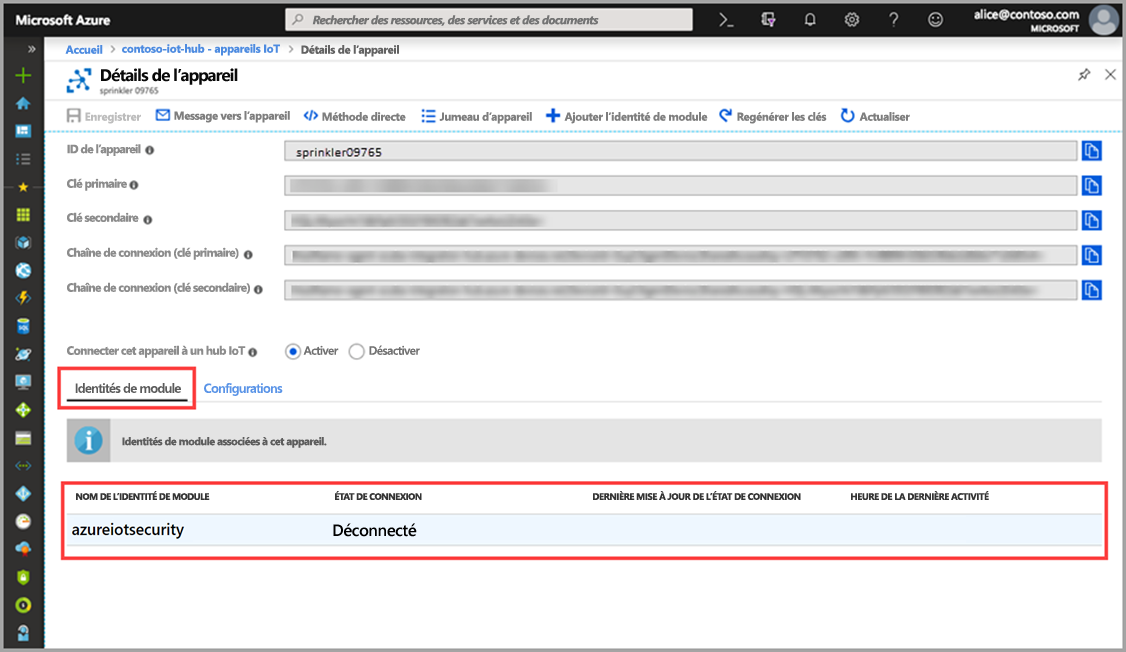 Microsoft Azure
Rechercher des ressources, des services et des documents
alice@contoso.com
MICROSOFT
Accueil > contoso-iot-hub - appareils IoT > Détails de l'appareil
Détails de l'appareil
sprinkler 09765
Enregistrer Message vers l'appareil Méthode directe Jumeau d'appareil Ajouter l'identité de module Regénérer les clés Actualiser
ID de l'appareil sprinkler09765
Clé primaire
Clé secondaire
Chaîne de connexion (clé primaire)
Chaîne de connexion (clé secondaire)
Connecter cet appareil à un hub IoT Activer Désactiver
Identités de module Configurations
Identités de module associées à cet appareil.
NOM DE L'IDENTITÉ DE MODULE ÉTAT DE CONNEXION DERNIÈRE MISE À JOUR DE L'ÉTAT DE CONNEXION HEURE DE LA DERNIÈRE ACTIVITÉ
azureiotsecurity Déconnecté